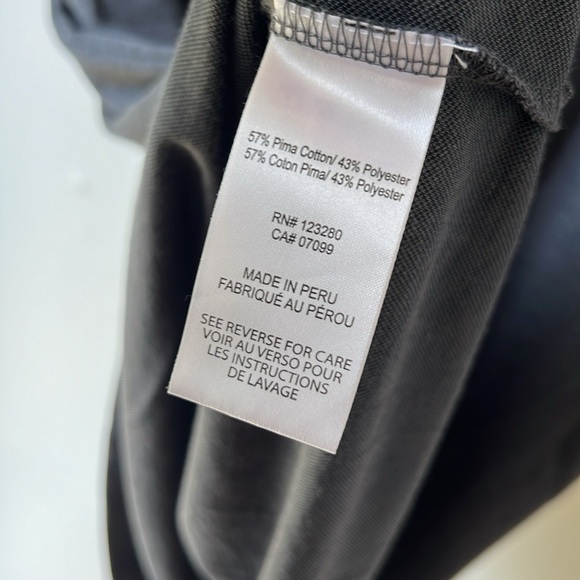 57% Pima Cotton/ 43% Polyester
57% Coton Pima/ 43% Polyester
RN# 123280
CA# 07099
MADE IN PERU
FABRIQUÉ AU PÉROU
SEE REVERSE FOR CARE
VOIR AU VERSO POUR
LES INSTRUCTIONS
DE LAVAGE